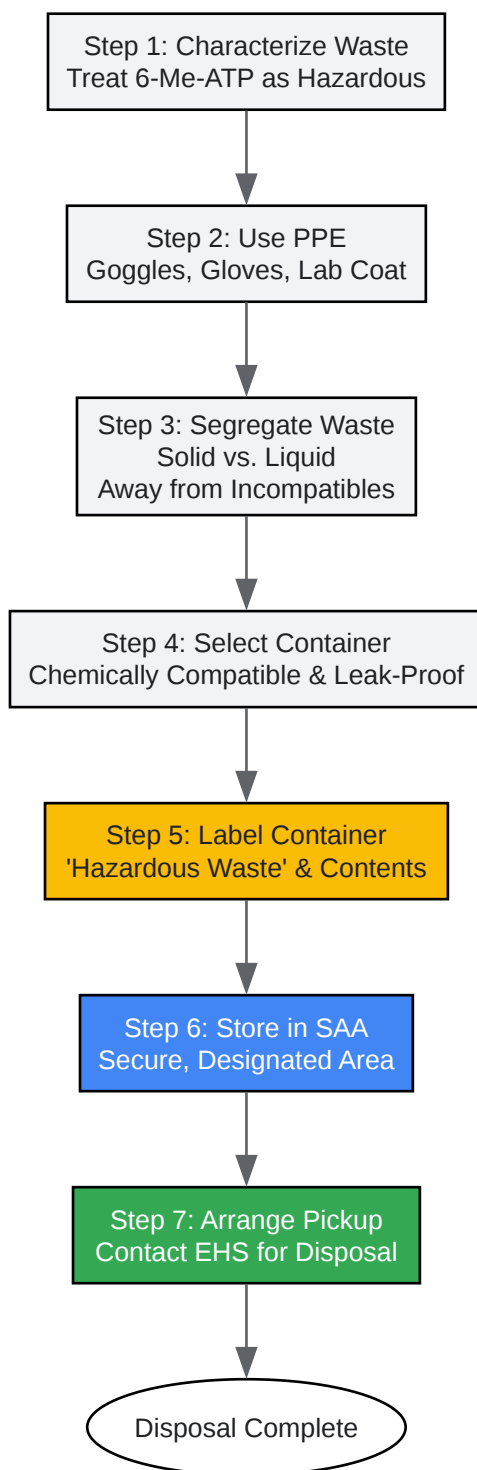 Step 1: Characterize Waste
Treat 6-Me-ATP as Hazardous
Step 2: Use PPE
Goggles, Gloves, Lab Coat
Step 3: Segregate Waste
Solid vs. Liquid
Away from Incompatibles
Step 4: Select Container
Chemically Compatible & Leak-Proof
Step 5: Label Container
'Hazardous Waste' & Contents
Step 6: Store in SAA
Secure, Designated Area
Step 7: Arrange Pickup
Contact EHS for Disposal
Disposal Complete